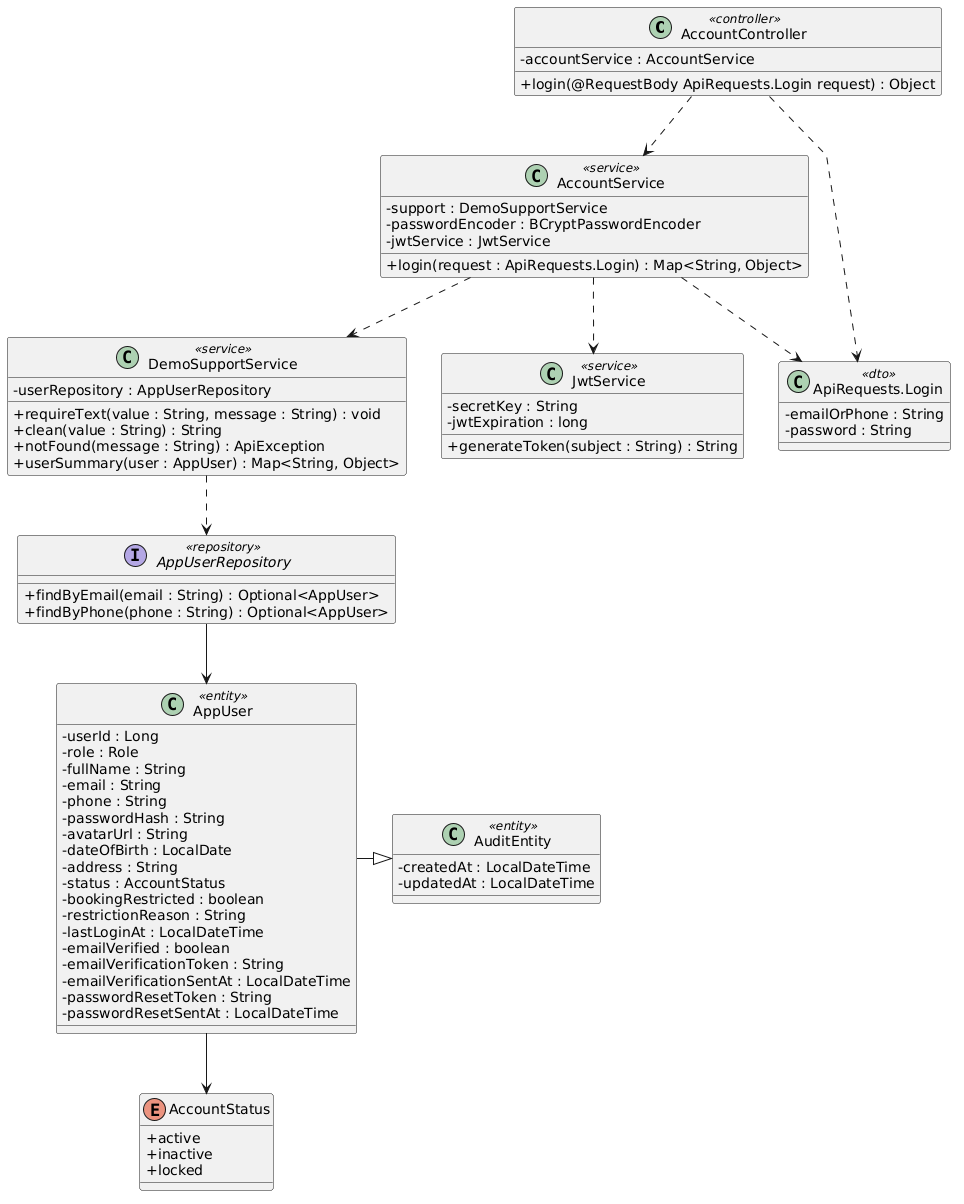 C
«controller»
AccountController
-accountService : AccountService
+login(@RequestBody ApiRequests.Login request) : Object
C
«service»
AccountService
-support : DemoSupportService
-passwordEncoder : BCryptPasswordEncoder
-jwtService : JwtService
+login(request : ApiRequests.Login) : Map<String, Object>
C
«service»
DemoSupportService
-userRepository : AppUserRepository
+requireText(value : String, message : String) : void
+clean(value : String) : String
+notFound(message : String) : ApiException
+userSummary(user : AppUser) : Map<String, Object>
C
«service»
JwtService
-secretKey : String
-jwtExpiration : long
+generateToken(subject : String) : String
C
«dto»
ApiRequests.Login
-emailOrPhone : String
-password : String
I
«repository»
AppUserRepository
+findByEmail(email : String) : Optional<AppUser>
+findByPhone(phone : String) : Optional<AppUser>
C
«entity»
AppUser
-userId : Long
-role : Role
-fullName : String
-email : String
-phone : String
-passwordHash : String
-avatarUrl : String
-dateOfBirth : LocalDate
-address : String
-status : AccountStatus
-bookingRestricted : boolean
-restrictionReason : String
-lastLoginAt : LocalDateTime
-emailVerified : boolean
-emailVerificationToken : String
-emailVerificationSentAt : LocalDateTime
-passwordResetToken : String
-passwordResetSentAt : LocalDateTime
C
«entity»
AuditEntity
-createdAt : LocalDateTime
-updatedAt : LocalDateTime
E
AccountStatus
+active
+inactive
+locked